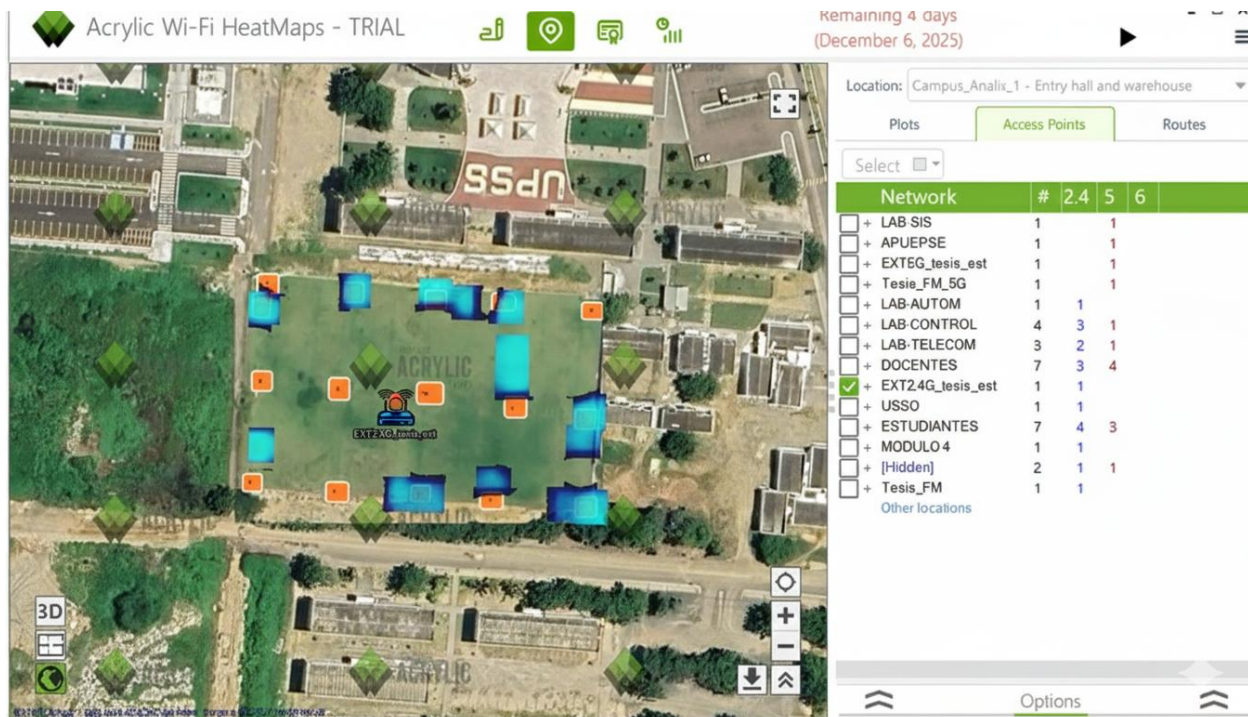 Acrylic Wi-Fi HeatMaps - TRIAL
Remaining 4 days
(December 6, 2025)
Location: Campus_Analix_1 - Entry hall and warehouse
Plots Access Points Routes
Select
Network # 2.4 5 6
+ LAB-SIS 1 1
+ APUEPSE 1 1
+ EXT5G_tesis_est 1 1
+ Tesie_FM_5G 1 1
+ LAB-AUTOM 1 1
+ LAB-CONTROL 4 3 1
+ LAB-TELECOM 3 2 1
+ DOCENTES 7 3 4
+ EXT2.4G_tesis_est 1 1
+ USSO 1 1
+ ESTUDIANTES 7 4 3
+ MODULO 4 1 1
+ [Hidden] 2 1 1
+ Tesis_FM 1 1
Other locations
Options
UPSS
ACRYLIC
ACRYLIC
ACRYLIC
ACRYLIC
3D